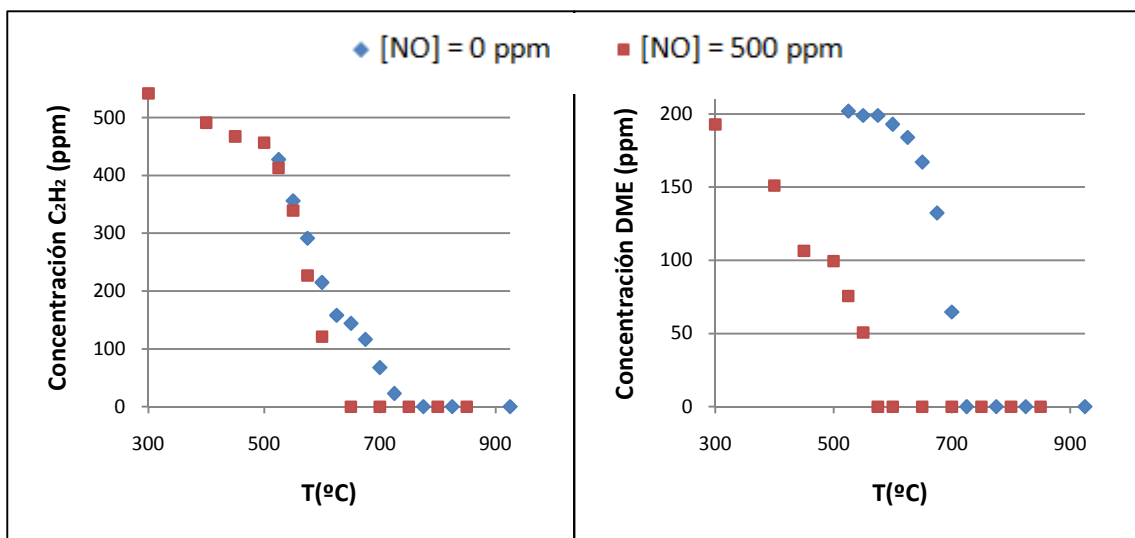 [NO] = 0 ppm [NO] = 500 ppm
Concentración C₂H₂ (ppm)
500
400
300
200
100
0
300 500 700 900
T(ºC)
Concentración DME (ppm)
200
150
100
50
0
300 500 700 900
T(ºC)